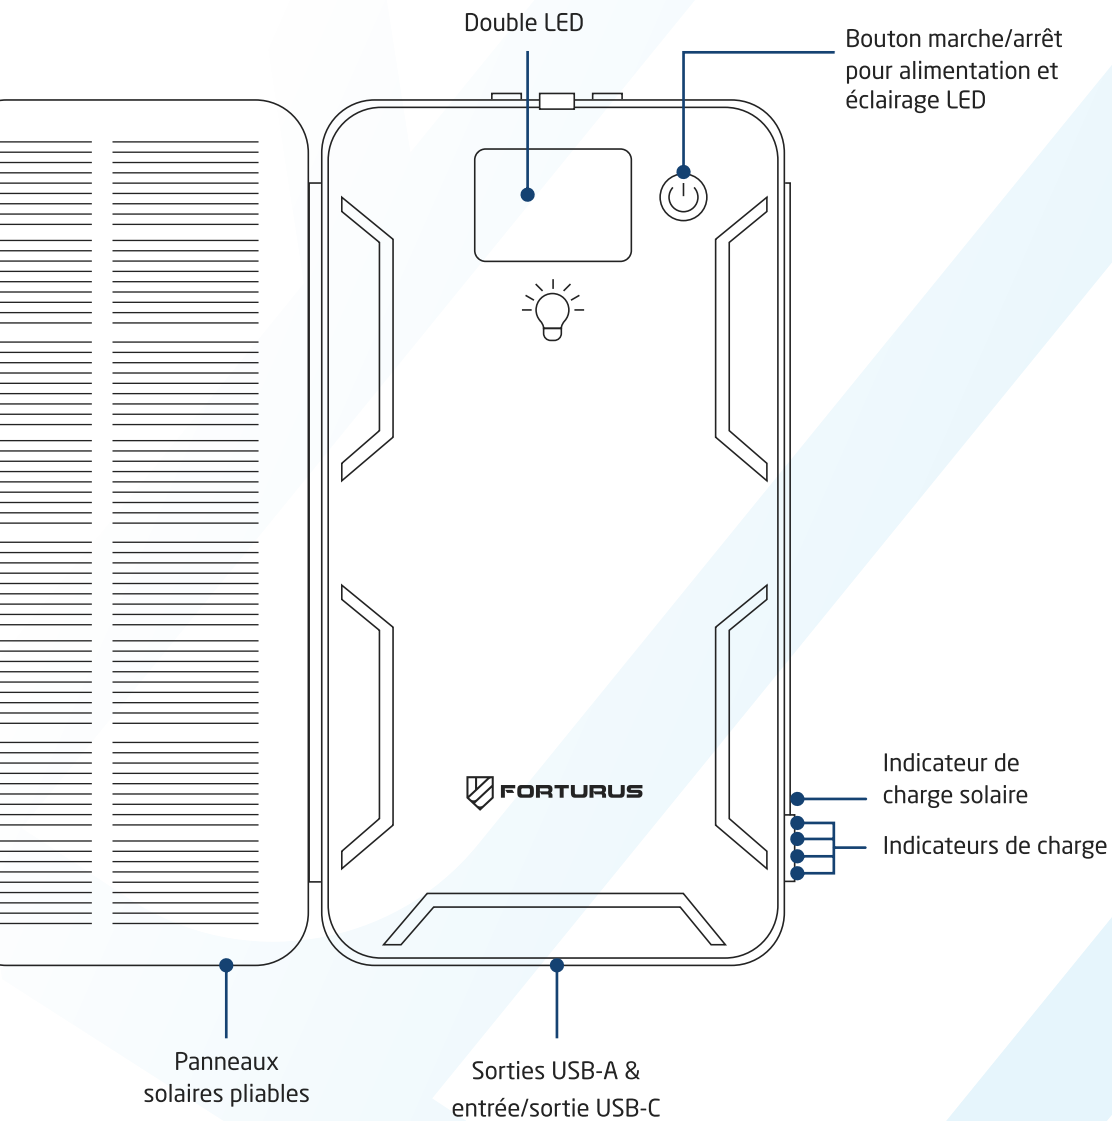 Double LED
Bouton marche/arrêt
pour alimentation et
éclairage LED
FORTURUS
Indicateur de
charge solaire
Indicateurs de charge
Panneaux
solaires pliables
Sorties USB-A &
entrée/sortie USB-C